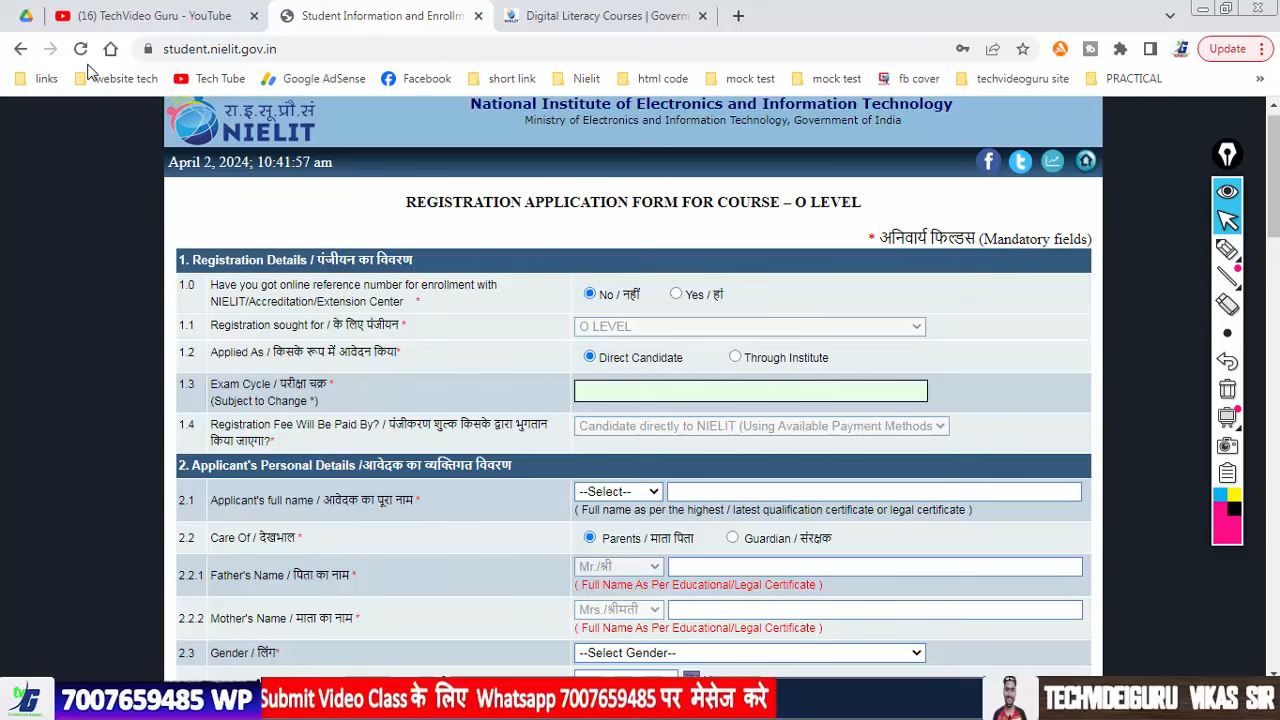 (16) TechVideo Guru - YouTube
Student Information and Enrollm
Digital Literacy Courses | Govern
student.nielit.gov.in
Update
links
website tech
Tech Tube
Google AdSense
Facebook
short link
Nielit
html code
mock test
mock test
fb cover
techvideoguru site
PRACTICAL
»
रा.इ.सू.प्रौ.सं
NIELIT
National Institute of Electronics and Information Technology
Ministry of Electronics and Information Technology, Government of India
April 2, 2024; 10:41:57 am
REGISTRATION APPLICATION FORM FOR COURSE – O LEVEL
* अनिवार्य फिल्डस (Mandatory fields)
1. Registration Details / पंजीयन का विवरण
1.0 Have you got online reference number for enrollment with
NIELIT/Accreditation/Extension Center *
No / नहीं Yes / हां
1.1 Registration sought for / के लिए पंजीयन *
O LEVEL
1.2 Applied As / किसके रूप में आवेदन किया*
Direct Candidate Through Institute
1.3 Exam Cycle / परीक्षा चक्र *
(Subject to Change *)
1.4 Registration Fee Will Be Paid By? / पंजीकरण शुल्क किसके द्वारा भुगतान
किया जाएगा?*
Candidate directly to NIELIT (Using Available Payment Methods
2. Applicant's Personal Details /आवेदक का व्यक्तिगत विवरण
2.1 Applicant's full name / आवेदक का पूरा नाम *
--Select--
( Full name as per the highest / latest qualification certificate or legal certificate )
2.2 Care Of / देखभाल *
Parents / माता पिता Guardian / संरक्षक
2.2.1 Father's Name / पिता का नाम *
Mr./श्री
( Full Name As Per Educational/Legal Certificate )
2.2.2 Mother's Name / माता का नाम *
Mrs./श्रीमती
( Full Name As Per Educational/Legal Certificate )
2.3 Gender / लिंग*
--Select Gender--
7007659485 WP
Submit Video Class के लिए Whatsapp 7007659485 पर मेसेज करे
TECHVIDEIGURU VIKAS SIR